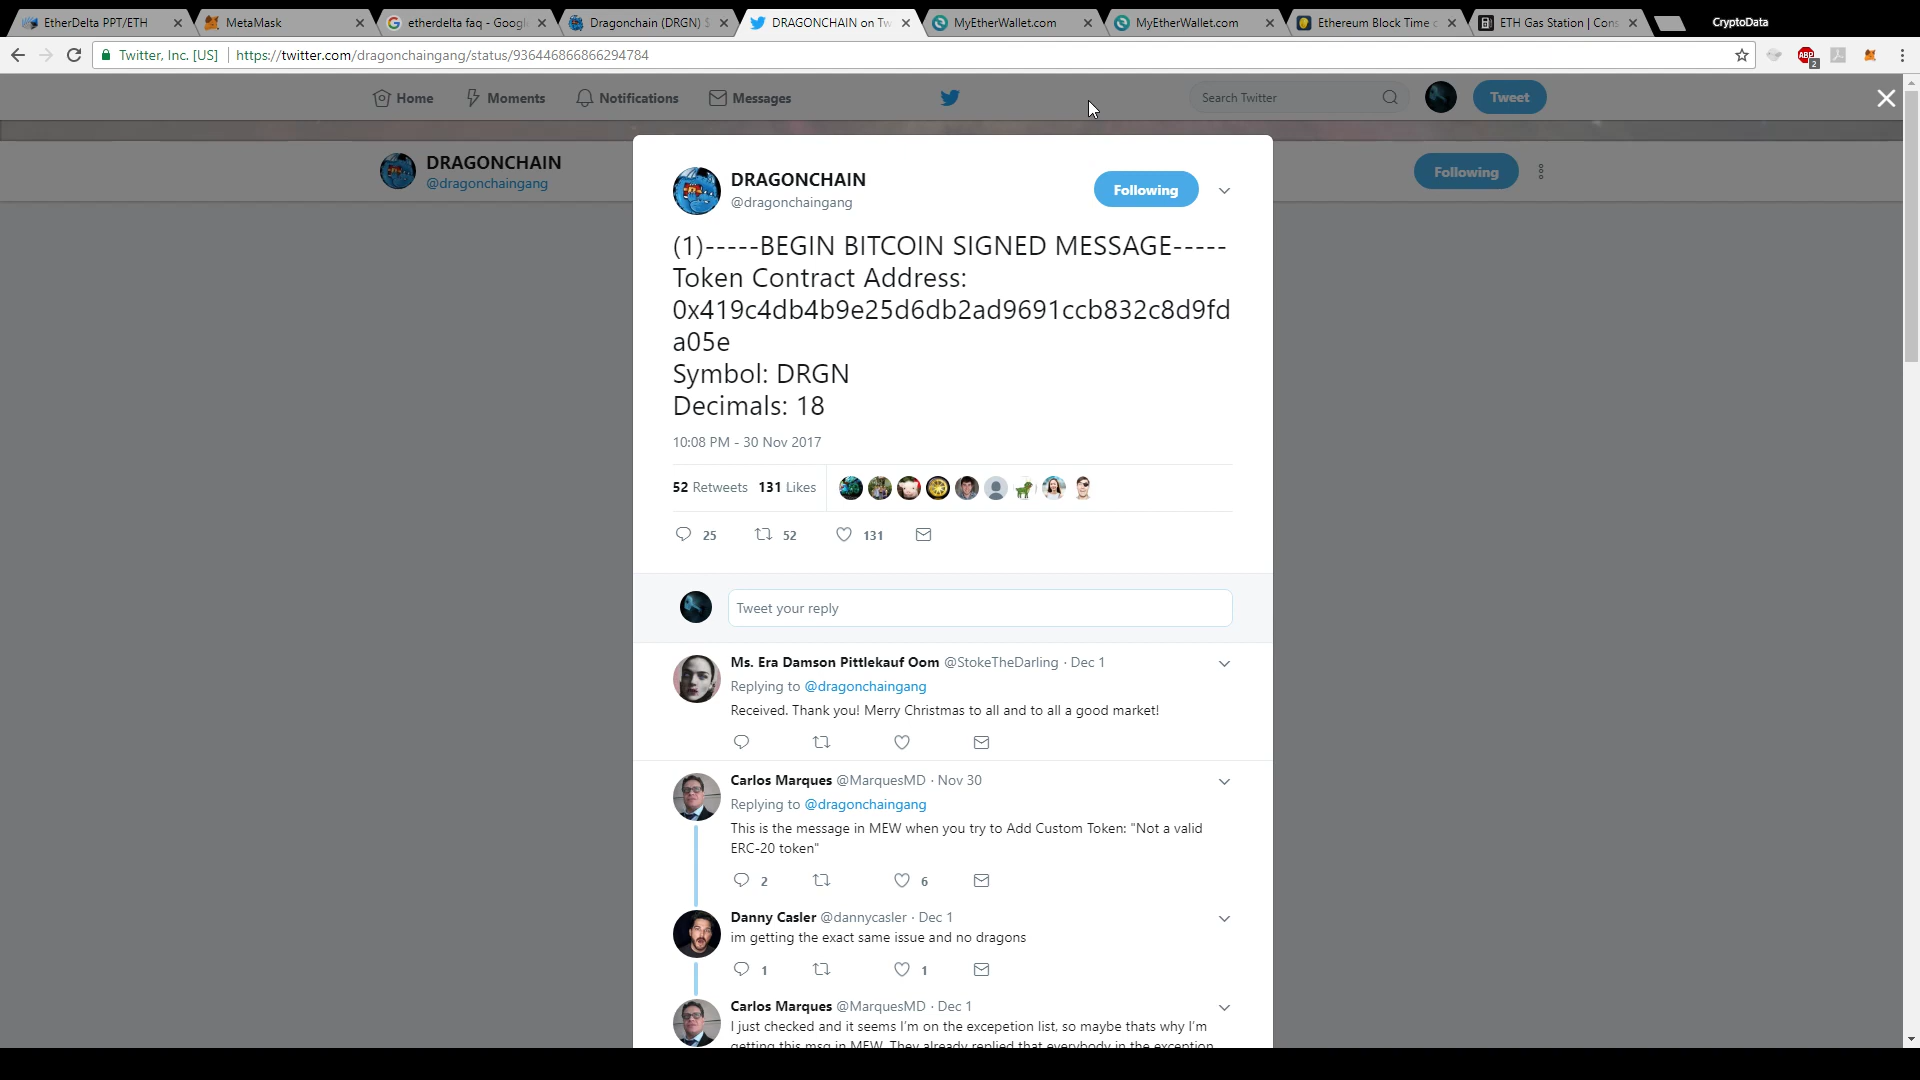 EtherDelta PPT/ETH
MetaMask
etherdelta faq - Googl
Dragonchain (DRGN) $
DRAGONCHAIN on Tw
MyEtherWallet.com
MyEtherWallet.com
Ethereum Block Time c
ETH Gas Station | Cons
CryptoData
Twitter, Inc. [US]
https://twitter.com/dragonchaingang/status/936446866866294784
ABP
2
Home
Moments
Notifications
Messages
Search Twitter
Tweet
DRAGONCHAIN
@dragonchaingang
Following
DRAGONCHAIN
@dragonchaingang
Following
(1)-----BEGIN BITCOIN SIGNED MESSAGE-----
Token Contract Address:
0x419c4db4b9e25d6db2ad9691ccb832c8d9fd
a05e
Symbol: DRGN
Decimals: 18
10:08 PM - 30 Nov 2017
52 Retweets 131 Likes
25 52 131
Tweet your reply
Ms. Era Damson Pittlekauf Oom @StokeTheDarling · Dec 1
Replying to @dragonchaingang
Received. Thank you! Merry Christmas to all and to all a good market!
Carlos Marques @MarquesMD · Nov 30
Replying to @dragonchaingang
This is the message in MEW when you try to Add Custom Token: "Not a valid
ERC-20 token"
2 6
Danny Casler @dannycasler · Dec 1
im getting the exact same issue and no dragons
1 1
Carlos Marques @MarquesMD · Dec 1
I just checked and it seems I'm on the excepetion list, so maybe thats why I'm
getting this msg in MEW. They already replied that everybody in the exception